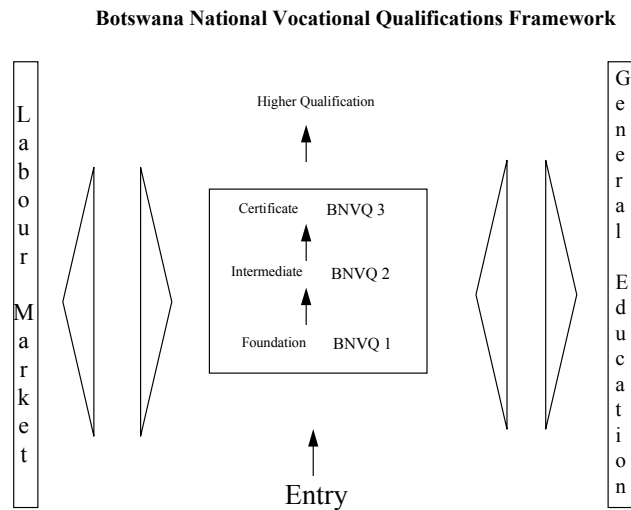 Botswana National Vocational Qualifications Framework
Labour Market
General Education
Higher Qualification
Certificate BNVQ 3
Intermediate BNVQ 2
Foundation BNVQ 1
Entry